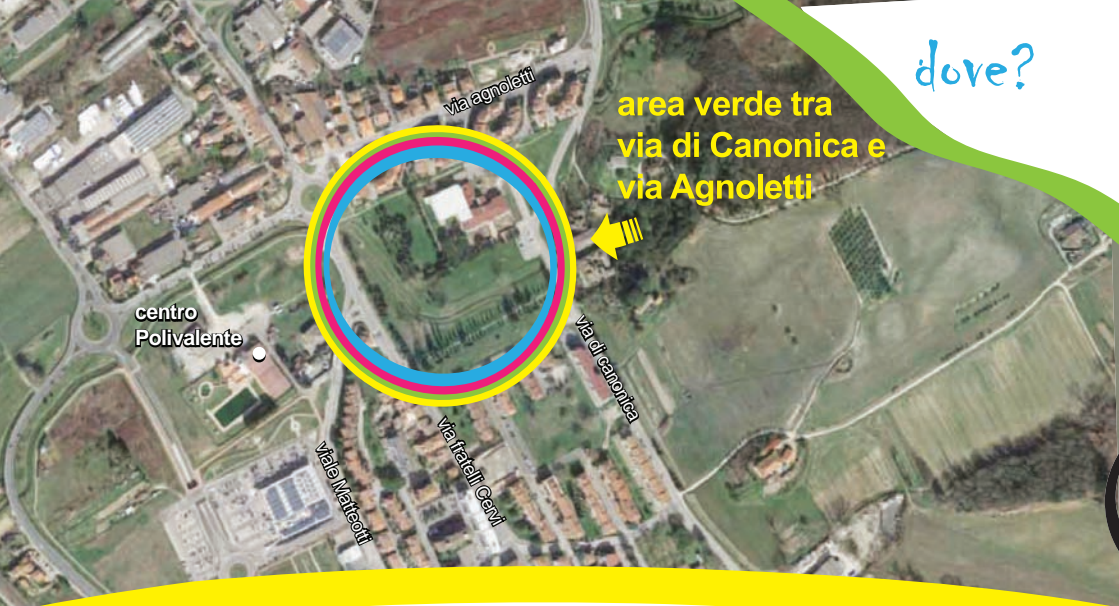 dove?
area verde tra
via di Canonica e
via Agnoletti
via agnoletti
centro
Polivalente
via di canonica
via fratelli Cervi
viale Matteotti